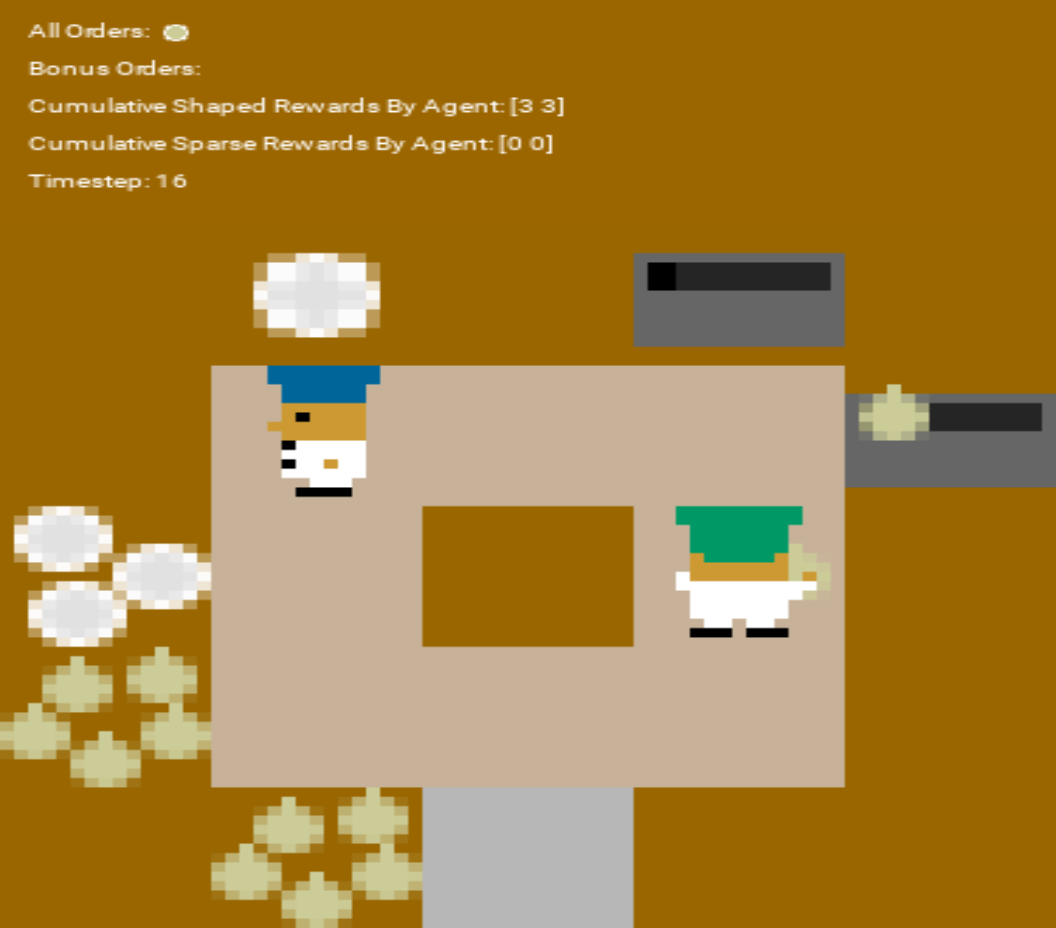 All Orders:
Bonus Orders:
Cumulative Shaped Rewards By Agent: [3 3]
Cumulative Sparse Rewards By Agent: [0 0]
Timestep: 16